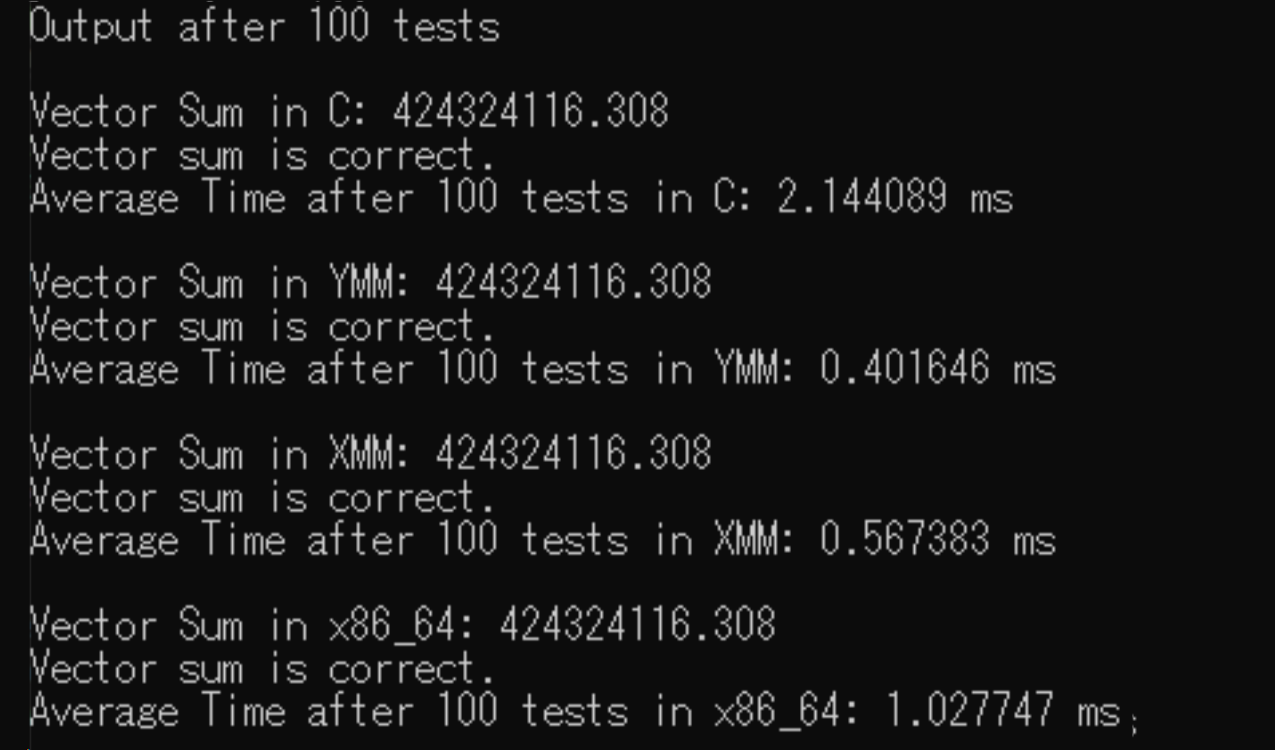 Output after 100 tests
Vector Sum in C: 424324116.308
Vector sum is correct.
Average Time after 100 tests in C: 2.144089 ms
Vector Sum in YMM: 424324116.308
Vector sum is correct.
Average Time after 100 tests in YMM: 0.401646 ms
Vector Sum in XMM: 424324116.308
Vector sum is correct.
Average Time after 100 tests in XMM: 0.567383 ms
Vector Sum in x86_64: 424324116.308
Vector sum is correct.
Average Time after 100 tests in x86_64: 1.027747 ms